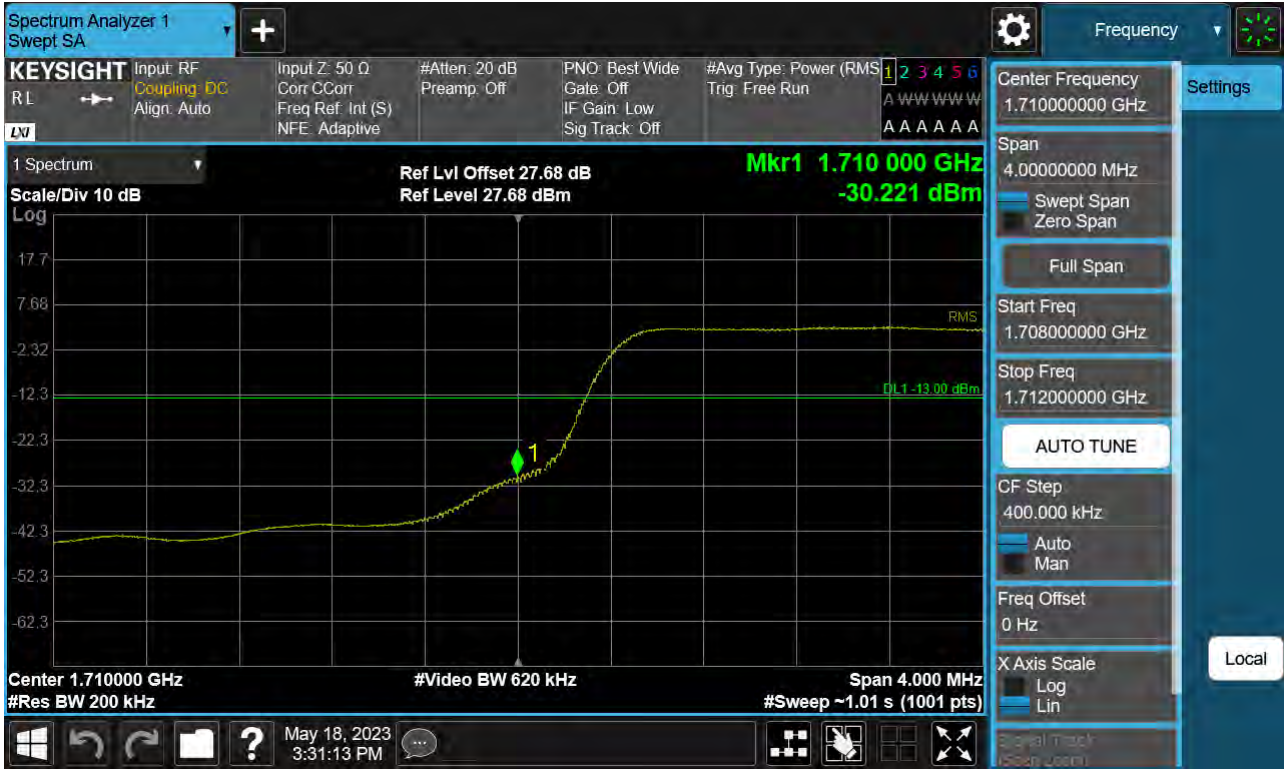 Spectrum Analyzer 1
Swept SA
Frequency
KEYSIGHT
RL
LXI
Input: RF
Coupling: DC
Align: Auto
Input Z: 50 Ω
Corr CCorr
Freq Ref: Int (S)
NFE: Adaptive
#Atten: 20 dB
Preamp: Off
PNO: Best Wide
Gate: Off
IF Gain: Low
Sig Track: Off
#Avg Type: Power (RMS
Trig: Free Run
1 2 3 4 5 6
A W W W W W
A A A A A A
1 Spectrum
Scale/Div 10 dB
Log
Ref Lvl Offset 27.68 dB
Ref Level 27.68 dBm
Mkr1 1.710 000 GHz
-30.221 dBm
17.7
7.68
-2.32
-12.3
-22.3
-32.3
-42.3
-52.3
-62.3
RMS
DL1 -13.00 dBm
1
Center 1.710000 GHz
#Res BW 200 kHz
#Video BW 620 kHz
Span 4.000 MHz
#Sweep ~1.01 s (1001 pts)
Center Frequency
1.710000000 GHz
Settings
Span
4.00000000 MHz
Swept Span
Zero Span
Full Span
Start Freq
1.708000000 GHz
Stop Freq
1.712000000 GHz
AUTO TUNE
CF Step
400.000 kHz
Auto
Man
Freq Offset
0 Hz
X Axis Scale
Log
Lin
Signal Track
(Span Zoom)
Local
?
May 18, 2023
3:31:13 PM